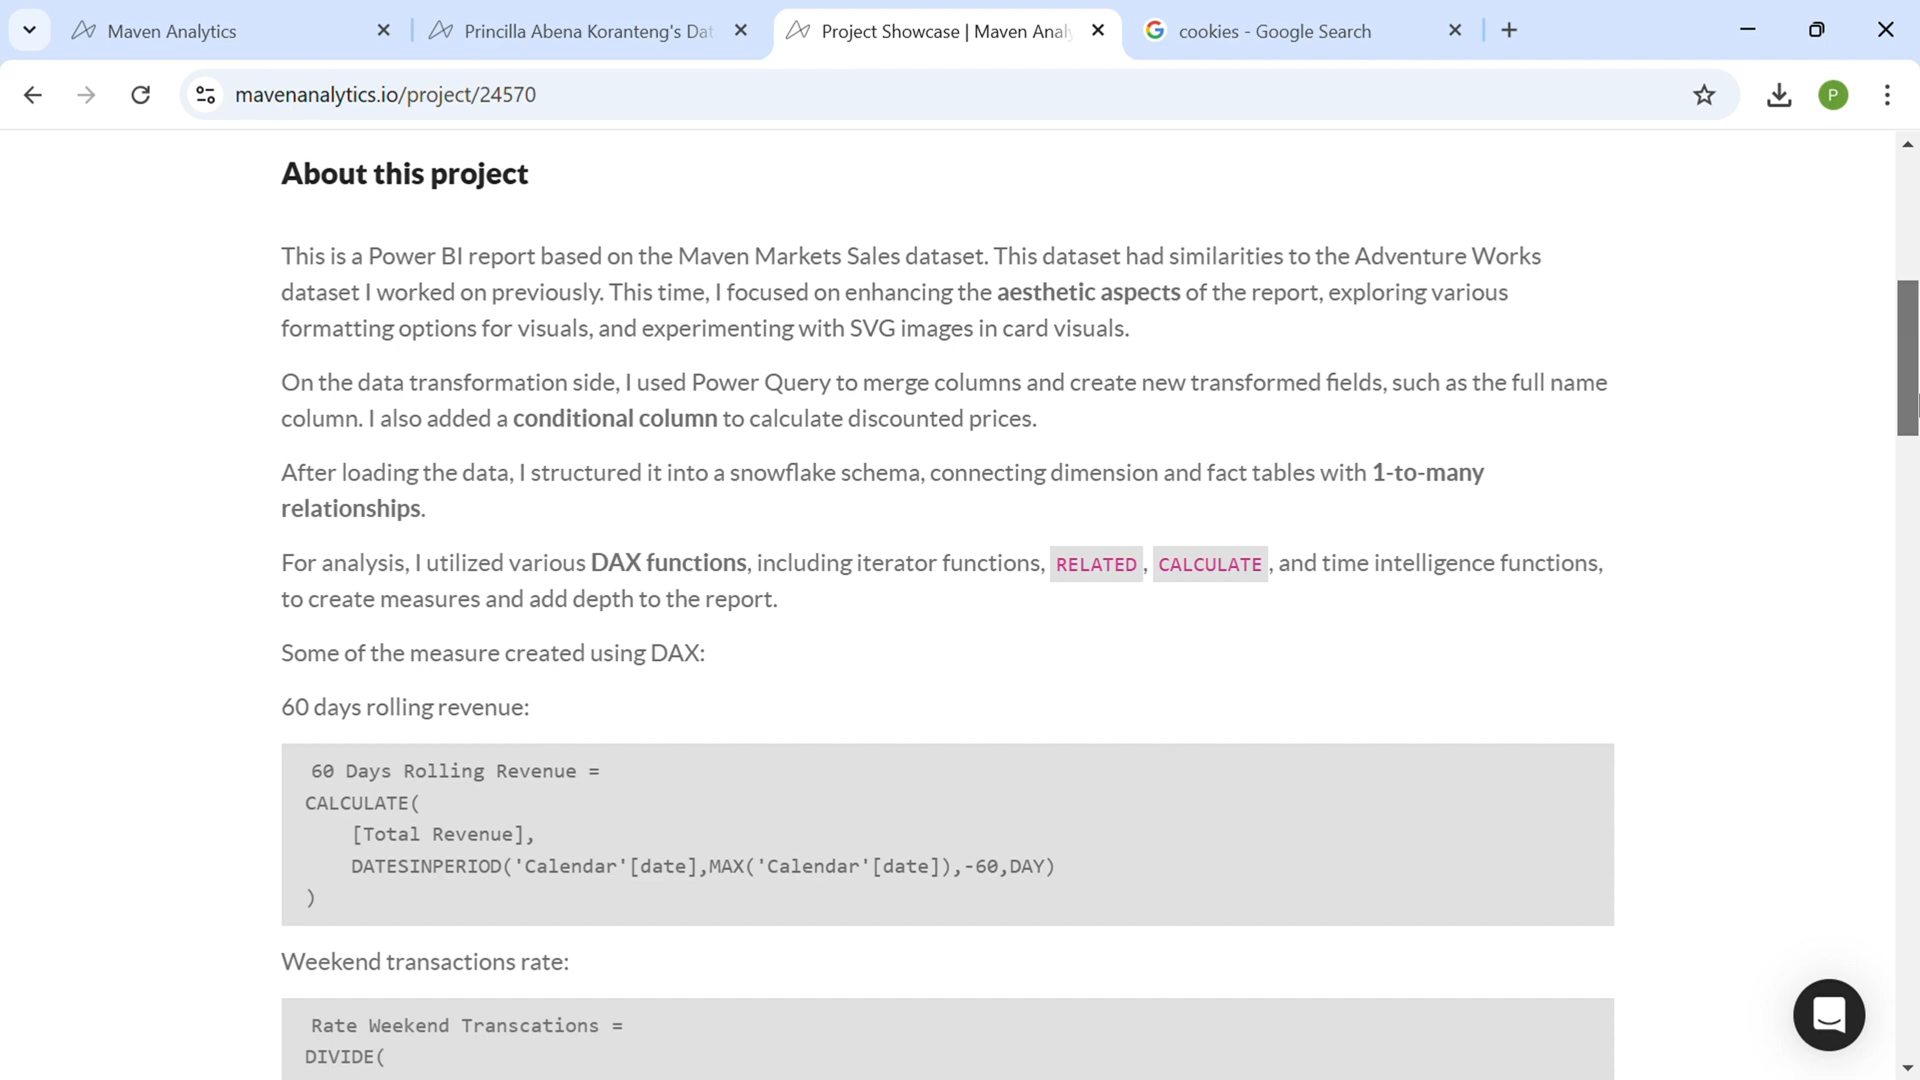 Maven Analytics
Princilla Abena Koranteng's Dat
Project Showcase | Maven Anal
cookies - Google Search
mavenanalytics.io/project/24570
P
About this project
This is a Power BI report based on the Maven Markets Sales dataset. This dataset had similarities to the Adventure Works
dataset I worked on previously. This time, I focused on enhancing the aesthetic aspects of the report, exploring various
formatting options for visuals, and experimenting with SVG images in card visuals.
On the data transformation side, I used Power Query to merge columns and create new transformed fields, such as the full name
column. I also added a conditional column to calculate discounted prices.
After loading the data, I structured it into a snowflake schema, connecting dimension and fact tables with 1-to-many
relationships.
For analysis, I utilized various DAX functions, including iterator functions, RELATED, CALCULATE, and time intelligence functions,
to create measures and add depth to the report.
Some of the measure created using DAX:
60 days rolling revenue:
60 Days Rolling Revenue =
CALCULATE(
[Total Revenue],
DATESINPERIOD('Calendar'[date],MAX('Calendar'[date]),-60,DAY)
)
Weekend transactions rate:
Rate Weekend Transcations =
DIVIDE(